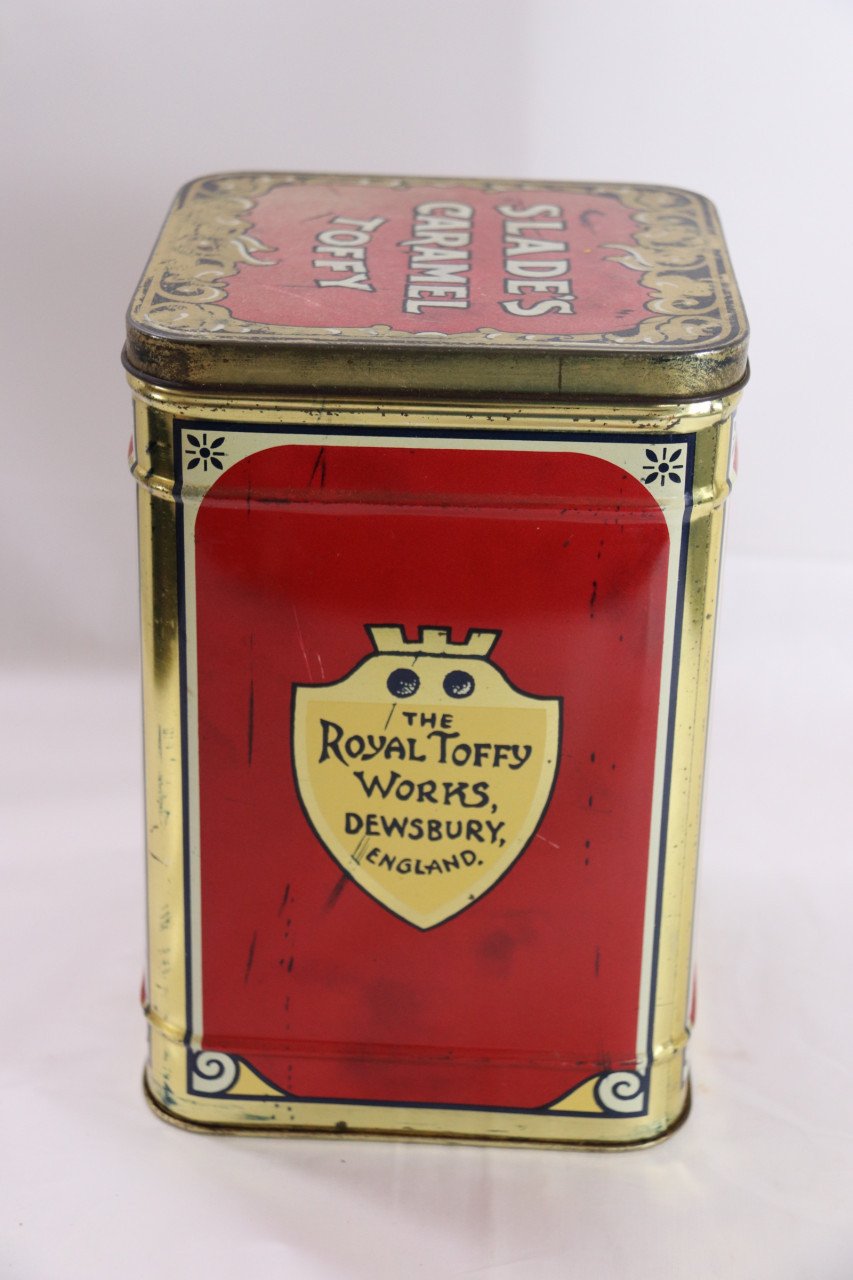 SLADE'S
CARAMEL
TOFFY
THE
ROYAL TOFFY
WORKS,
DEWSBURY,
ENGLAND.